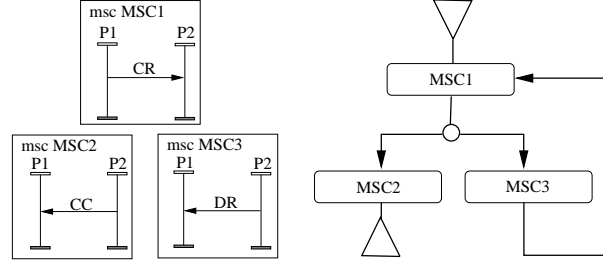 msc MSC1
P1 P2
CR
msc MSC2
P1 P2
CC
msc MSC3
P1 P2
DR
MSC1
MSC2
MSC3